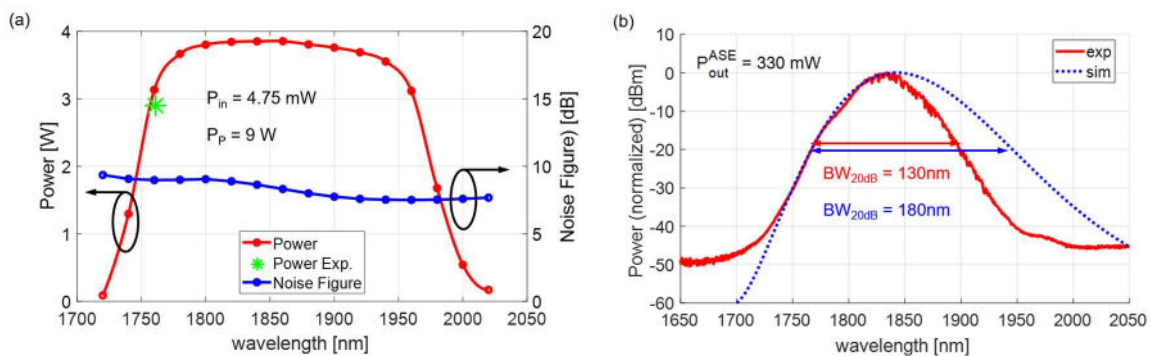 (a)
4
3
2
1
0
Power [W]
P_in = 4.75 mW
P_P = 9 W
Power
Power Exp.
Noise Figure
20
15
10
5
0
Noise Figure) [dB]
1700 1750 1800 1850 1900 1950 2000 2050
wavelength [nm]
(b)
10
0
-10
-20
-30
-40
-50
-60
Power (normalized) [dBm]
P_out^ASE = 330 mW
exp
sim
BW_20dB = 130nm
BW_20dB = 180nm
1650 1700 1750 1800 1850 1900 1950 2000 2050
wavelength [nm]